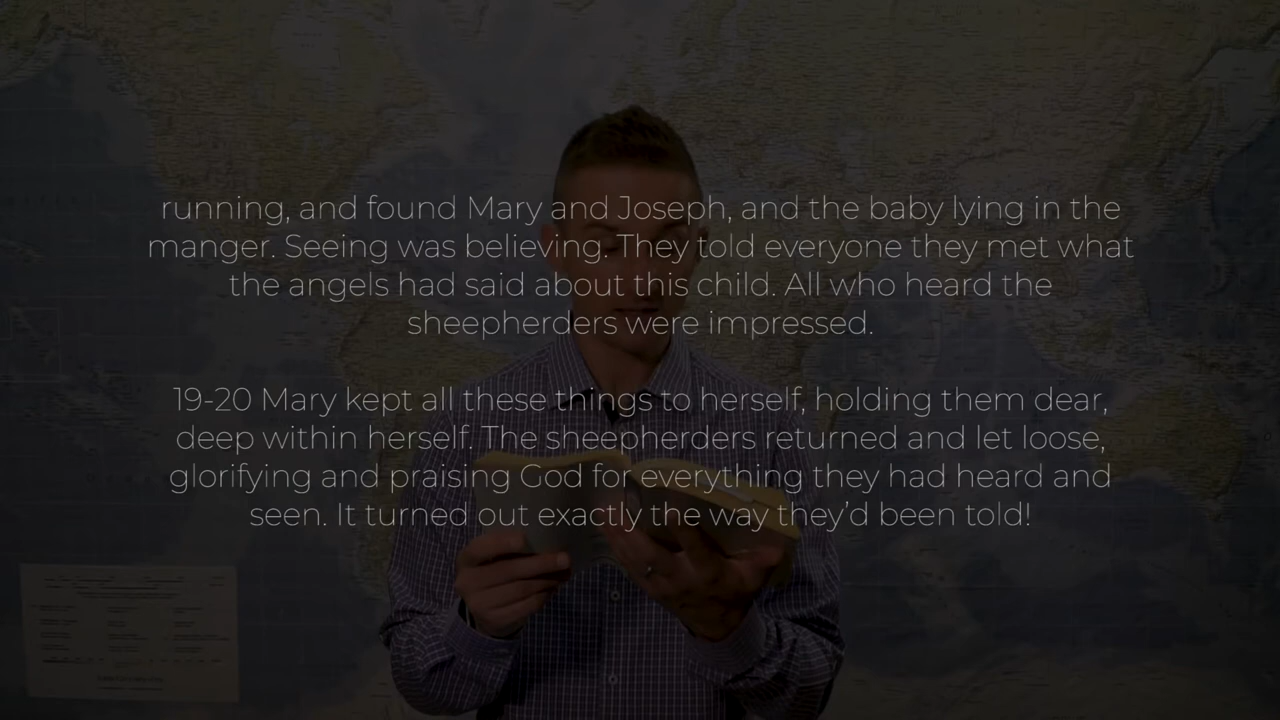 running, and found Mary and Joseph, and the baby lying in the
manger. Seeing was believing. They told everyone they met what
the angels had said about this child. All who heard the
sheepherders were impressed.
19-20 Mary kept all these things to herself, holding them dear,
deep within herself. The sheepherders returned and let loose,
glorifying and praising God for everything they had heard and
seen. It turned out exactly the way they’d been told!